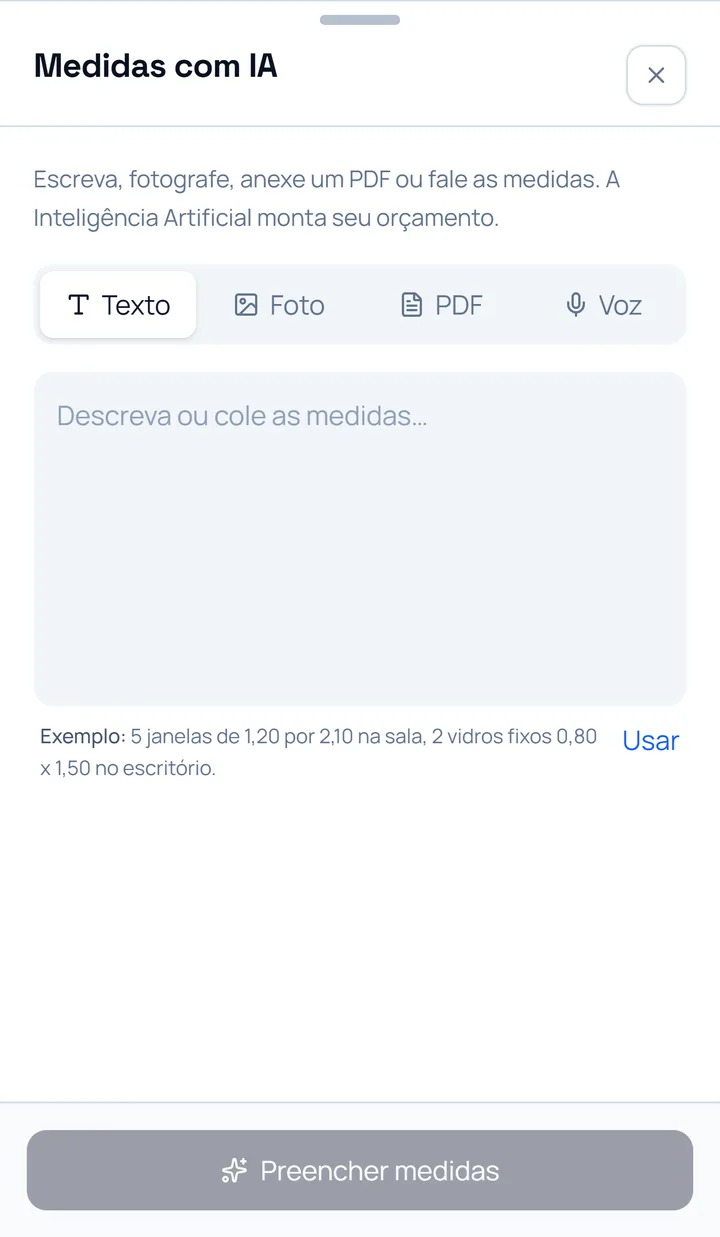 Medidas com IA
Escreva, fotografe, anexe um PDF ou fale as medidas. A
Inteligência Artificial monta seu orçamento.
Texto
Foto
PDF
Voz
Descreva ou cole as medidas...
Exemplo: 5 janelas de 1,20 por 2,10 na sala, 2 vidros fixos 0,80
x 1,50 no escritório.
Usar
Preencher medidas